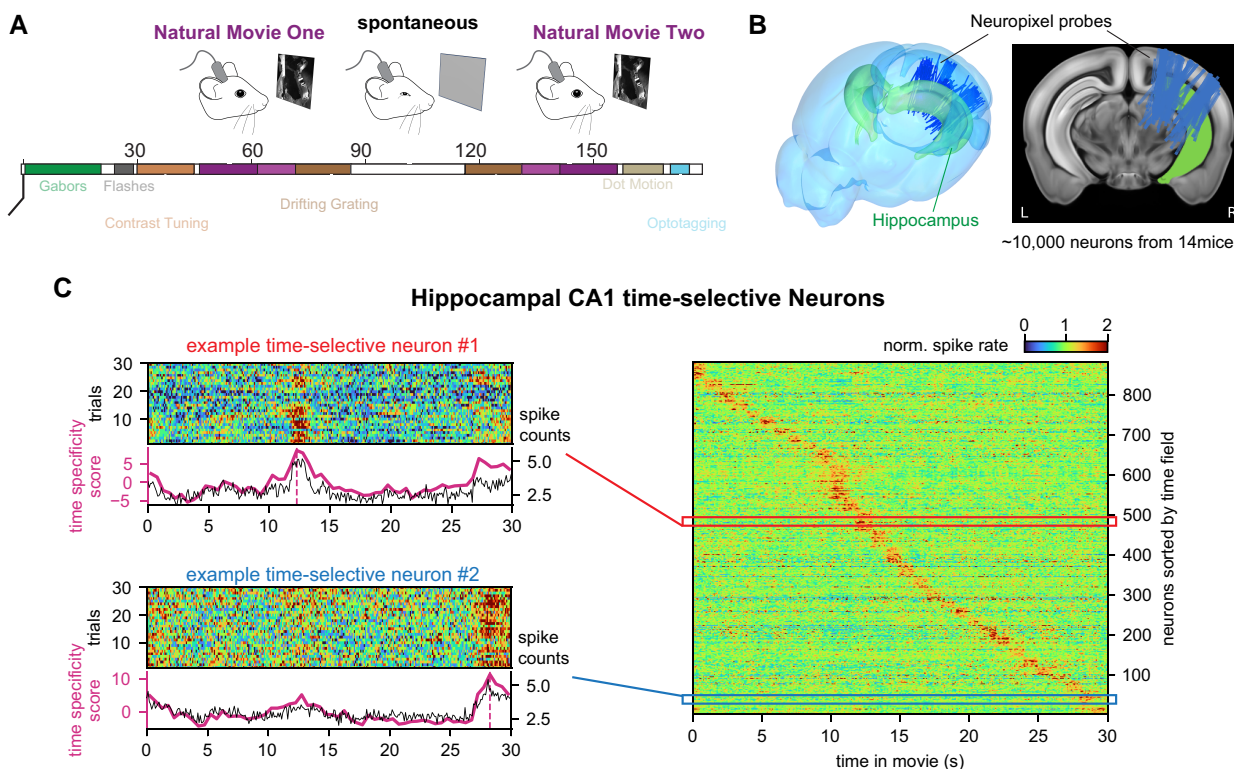 A
Natural Movie One
spontaneous
Natural Movie Two
30
60
90
120
150
Gabors
Flashes
Dot Motion
Drifting Grating
Contrast Tuning
Optotagging
B
Neuropixel probes
Hippocampus
L
R
~10,000 neurons from 14mice
C
Hippocampal CA1 time-selective Neurons
example time-selective neuron #1
30
20
10
trials
time specificity
score
5
0
−5
spike
counts
5.0
2.5
0
5
10
15
20
25
30
example time-selective neuron #2
30
20
10
trials
time specificity
score
10
0
spike
counts
5.0
2.5
0
5
10
15
20
25
30
norm. spike rate
0
1
2
800
700
600
500
400
300
200
100
neurons sorted by time field
0
5
10
15
20
25
30
time in movie (s)